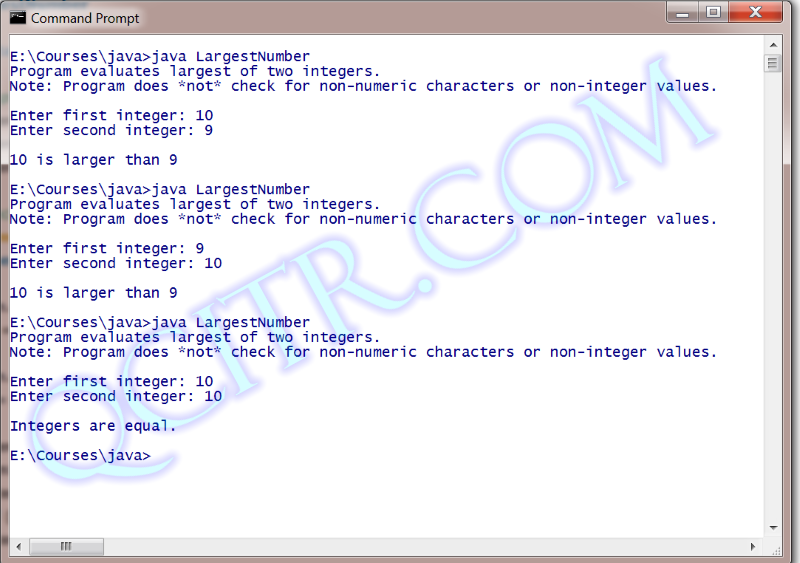 Command Prompt
E:\Courses\java>java LargestNumber
Program evaluates largest of two integers.
Note: Program does *not* check for non-numeric characters or non-integer values.
Enter first integer: 10
Enter second integer: 9
10 is larger than 9
E:\Courses\java>java LargestNumber
Program evaluates largest of two integers.
Note: Program does *not* check for non-numeric characters or non-integer values.
Enter first integer: 9
Enter second integer: 10
10 is larger than 9
E:\Courses\java>java LargestNumber
Program evaluates largest of two integers.
Note: Program does *not* check for non-numeric characters or non-integer values.
Enter first integer: 10
Enter second integer: 10
Integers are equal.
E:\Courses\java>
QCITR.COM